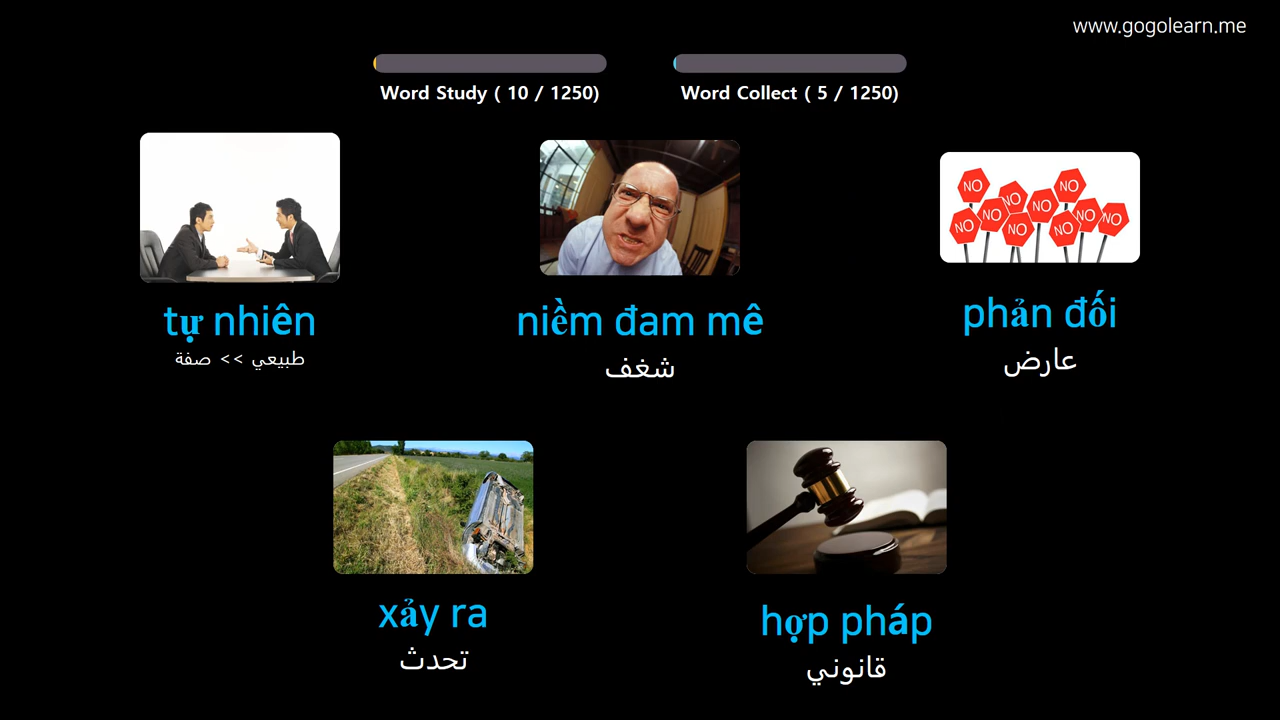 www.gogolearn.me
Word Study ( 10 / 1250)
Word Collect ( 5 / 1250)
tự nhiên
طبيعي >> صفة
niềm đam mê
شغف
NO
NO
NO
NO
NO
NO
NO
NO
NO
NO
phản đối
عارض
xảy ra
تحدث
hợp pháp
قانوني